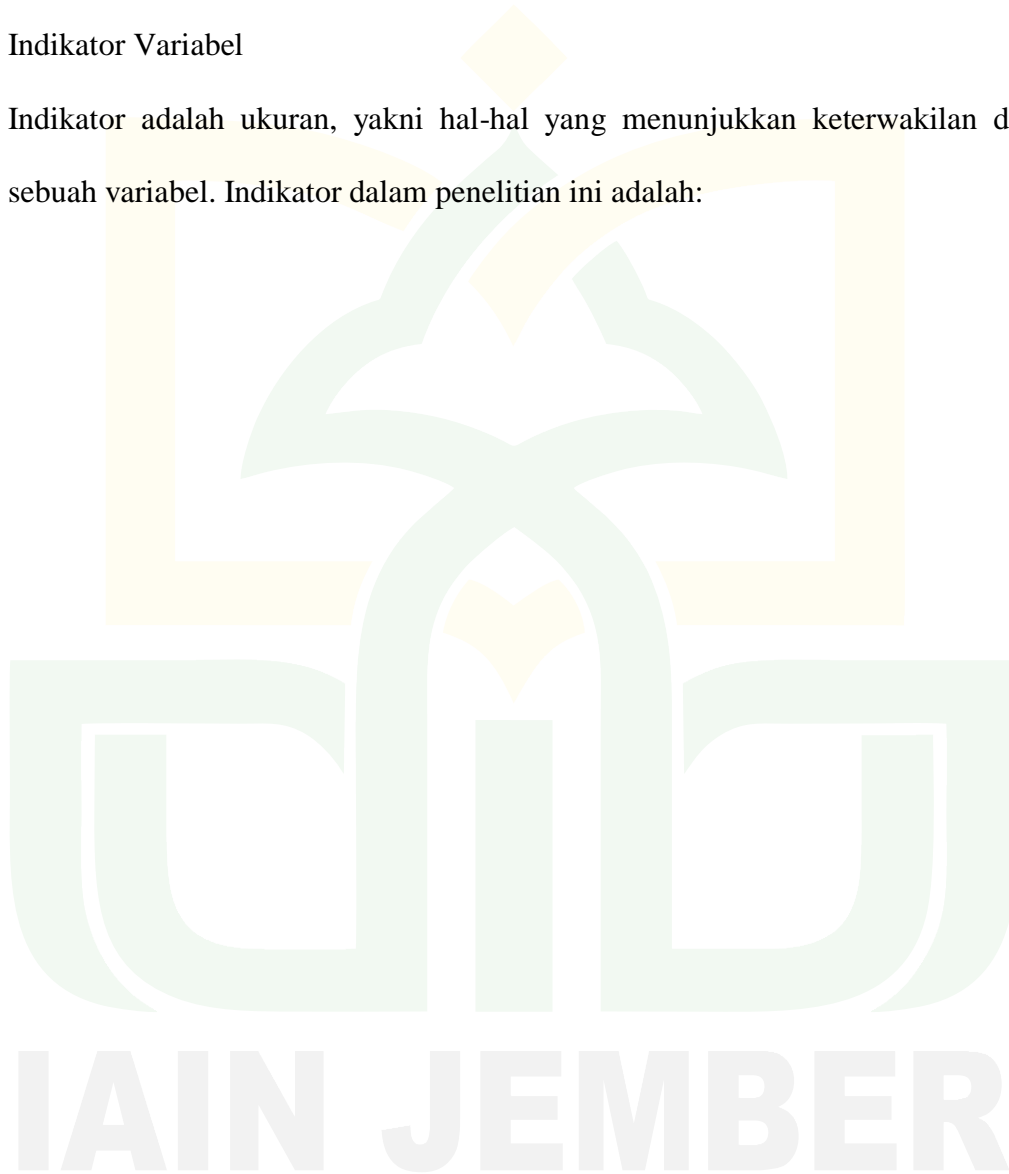 Indikator Variabel
Indikator adalah ukuran, yakni hal-hal yang menunjukkan keterwakilan d
sebuah variabel. Indikator dalam penelitian ini adalah:
IAIN JEMBER